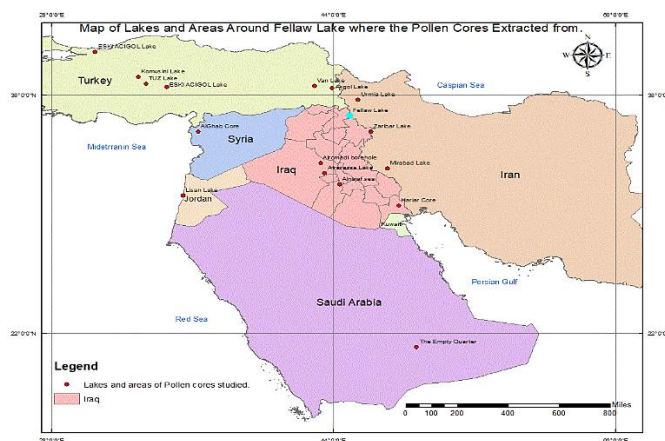 Map of Lakes and Areas Around Fellaw Lake where the Pollen Cores Extracted from.
ESKI ACIGOL Lake
Turkey
TUZ Lake
ESKI ACIGOL Lake
Van Lake
Urmia Lake
Fellaw Lake
Caspian Sea
N
W
E
S
AlGhab Core
Zaribar Lake
Midetrranin Sea
Syria
Iraq
Mirabad Lake
Iran
Lisan Lake
Jordan
Hariar Core
Kuwait
Saudi Arabia
Persian Gulf
Red Sea
The Empty Quarter
Legend
Lakes and areas of Pollen cores studied.
Iraq
Miles
0 100 200 400 600 800